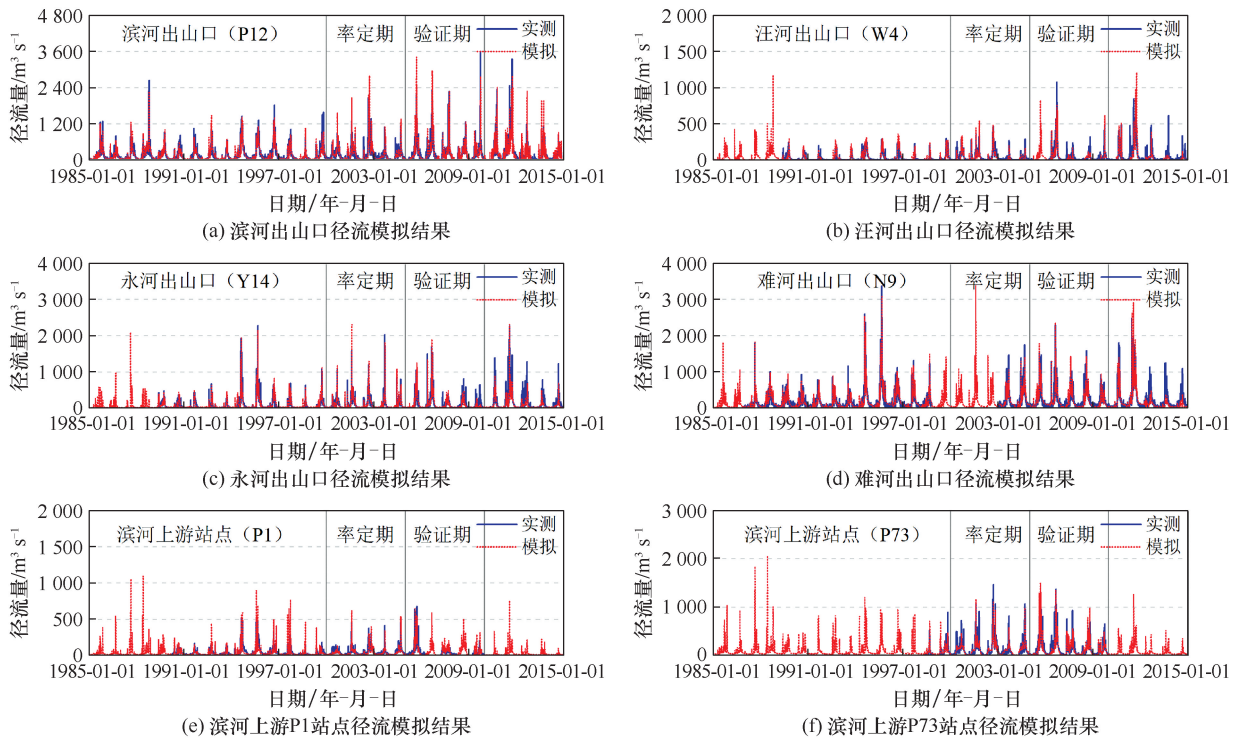 4 800
3 600
2 400
1 200
0
径流量/m³ s⁻¹
滨河出山口（P12）
率定期
验证期
实测
模拟
1985-01-01
1991-01-01
1997-01-01
2003-01-01
2009-01-01
2015-01-01
日期/年-月-日
(a) 滨河出山口径流模拟结果
2 000
1 500
1 000
500
0
径流量/m³ s⁻¹
汪河出山口（W4）
率定期
验证期
实测
模拟
1985-01-01
1991-01-01
1997-01-01
2003-01-01
2009-01-01
2015-01-01
日期/年-月-日
(b) 汪河出山口径流模拟结果
4 000
3 000
2 000
1 000
0
径流量/m³ s⁻¹
永河出山口（Y14）
率定期
验证期
实测
模拟
1985-01-01
1991-01-01
1997-01-01
2003-01-01
2009-01-01
2015-01-01
日期/年-月-日
(c) 永河出山口径流模拟结果
4 000
3 000
2 000
1 000
0
径流量/m³ s⁻¹
难河出山口（N9）
率定期
验证期
实测
模拟
1985-01-01
1991-01-01
1997-01-01
2003-01-01
2009-01-01
2015-01-01
日期/年-月-日
(d) 难河出山口径流模拟结果
2 000
1 500
1 000
500
0
径流量/m³ s⁻¹
滨河上游站点（P1）
率定期
验证期
实测
模拟
1985-01-01
1991-01-01
1997-01-01
2003-01-01
2009-01-01
2015-01-01
日期/年-月-日
(e) 滨河上游P1站点径流模拟结果
3 000
2 000
1 000
0
径流量/m³ s⁻¹
滨河上游站点（P73）
率定期
验证期
实测
模拟
1985-01-01
1991-01-01
1997-01-01
2003-01-01
2009-01-01
2015-01-01
日期/年-月-日
(f) 滨河上游P73站点径流模拟结果